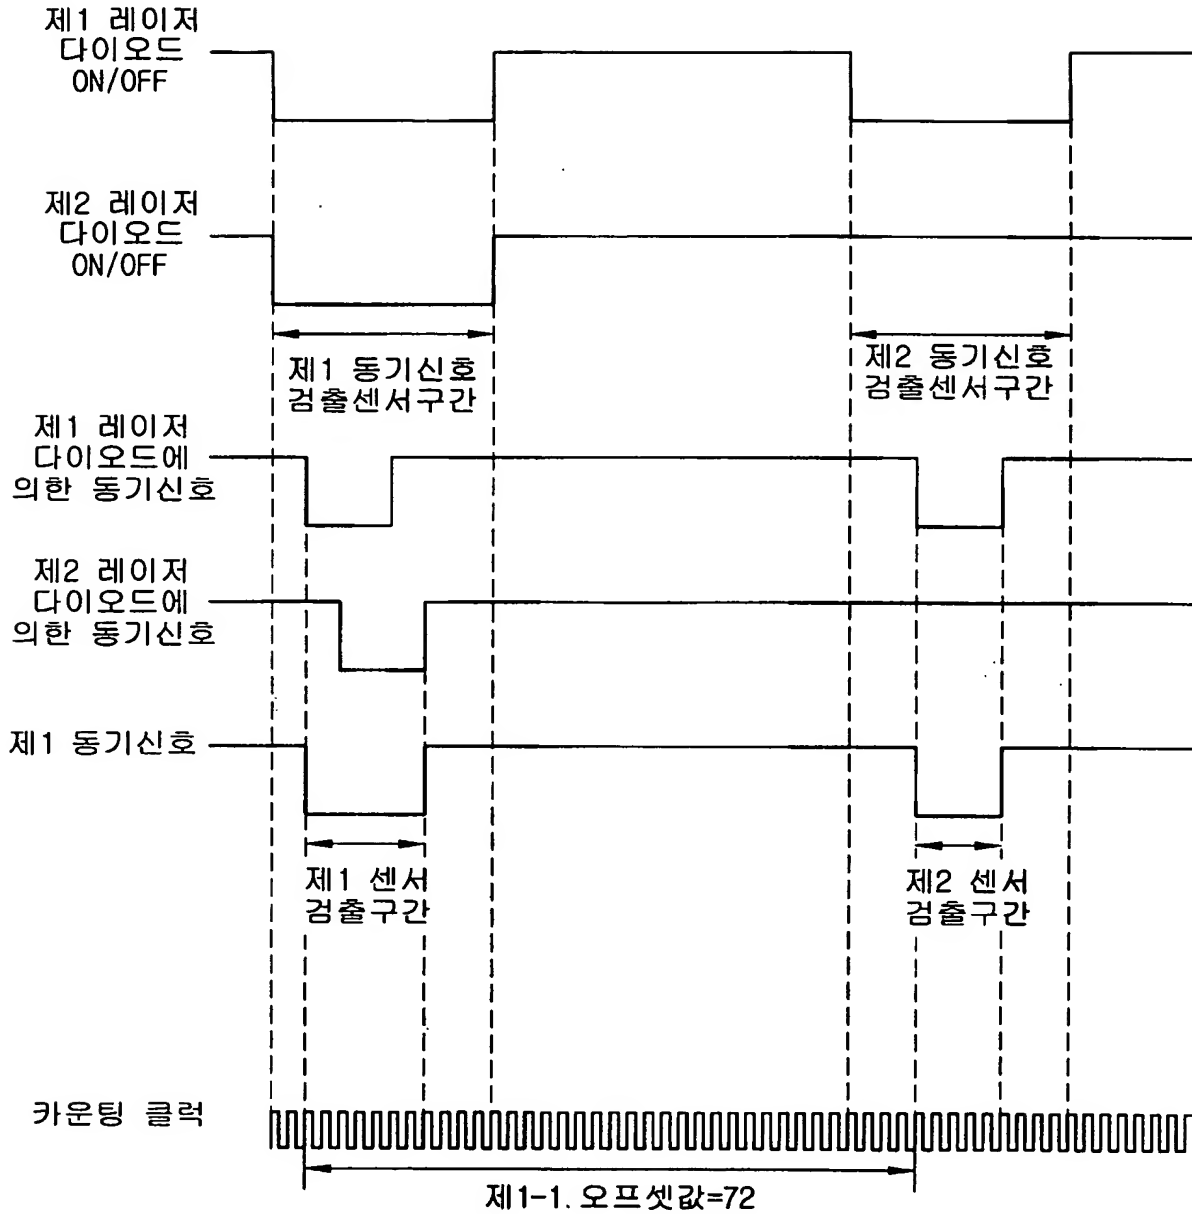 제1 레이저
다이오드
ON/OFF
제2 레이저
다이오드
ON/OFF
제1 동기신호
검출센서구간
제2 동기신호
검출센서구간
제1 레이저
다이오드에
의한 동기신호
제2 레이저
다이오드에
의한 동기신호
제1 동기신호
제1 센서
검출구간
제2 센서
검출구간
카운팅 클럭
제1-1. 오프셋값=72